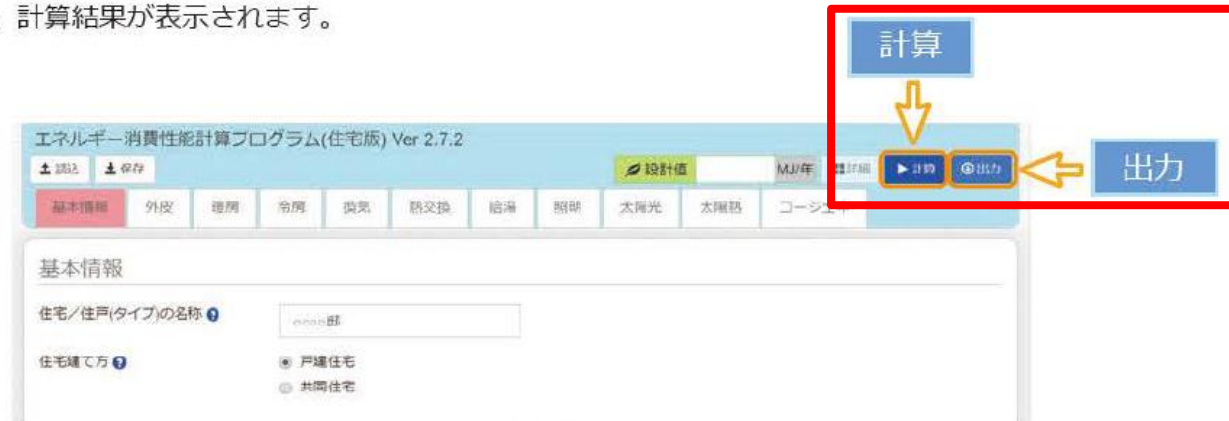 計算結果が表示されます。
計算
エネルギー消費性能計算プログラム(住宅版) Ver 2.7.2
読込 保存 設計値 MJ/年 詳細 計算 出力
出力
基本情報 外皮 暖房 冷房 換気 熱交換 給湯 照明 太陽光 太陽熱 コージェネ
基本情報
住宅/住戸(タイプ)の名称
○○○○邸
住宅建て方
戸建住宅
共同住宅